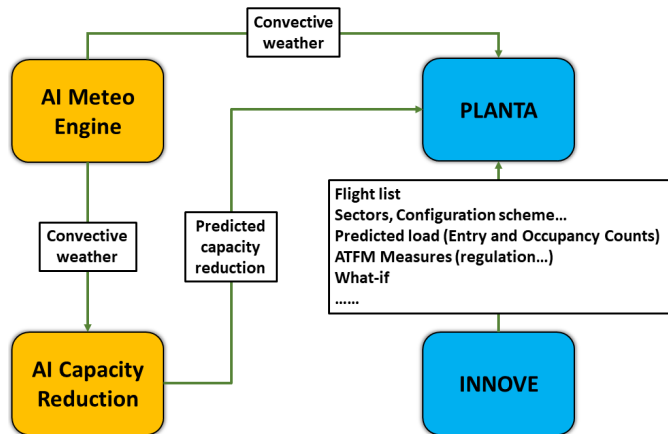 Convective
weather
AI Meteo
Engine
PLANTA
Flight list
Sectors, Configuration scheme...
Predicted load (Entry and Occupancy Counts)
ATFM Measures (regulation...)
What-if
......
Convective
weather
Predicted
capacity
reduction
AI Capacity
Reduction
INNOVE